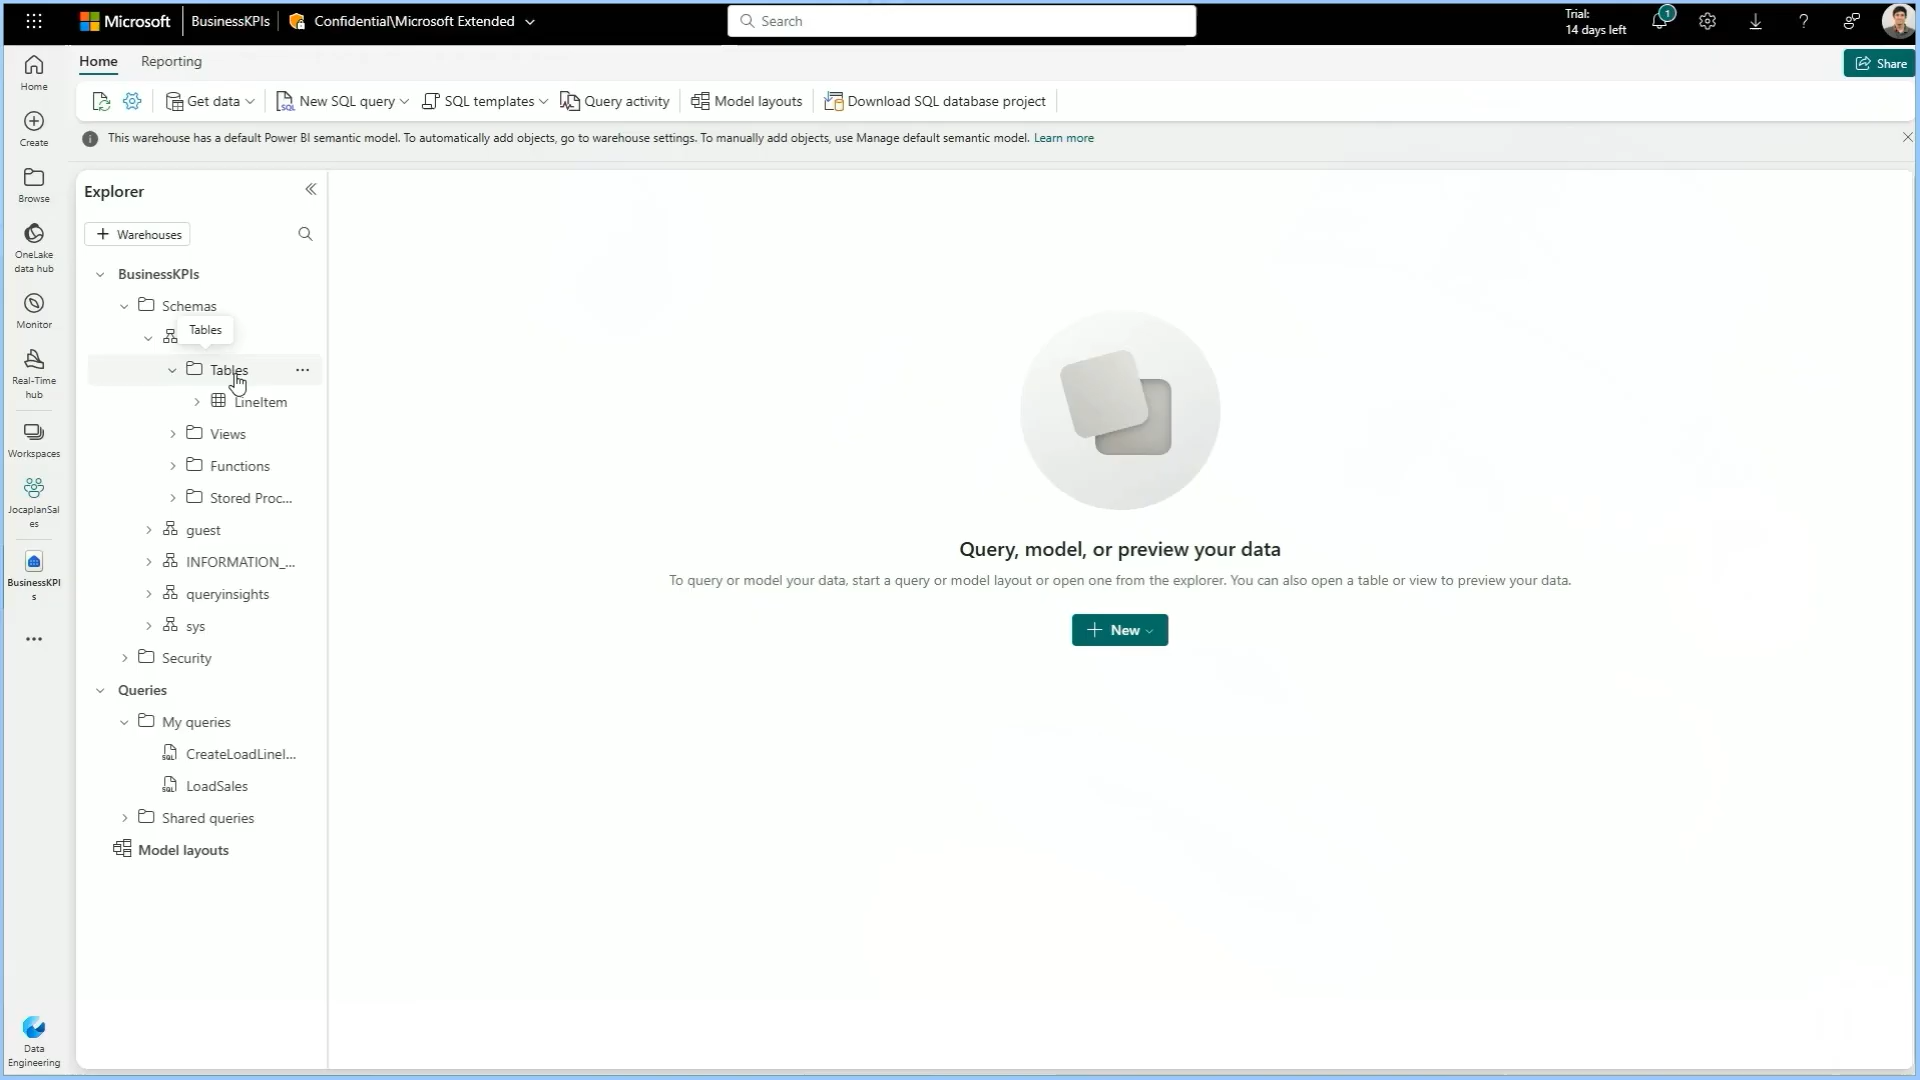 Microsoft
BusinessKPIs
Confidential\Microsoft Extended
Search
Trial:
14 days left
1
Home
Reporting
Share
Get data
New SQL query
SQL templates
Query activity
Model layouts
Download SQL database project
This warehouse has a default Power BI semantic model. To automatically add objects, go to warehouse settings. To manually add objects, use Manage default semantic model. Learn more
Home
Create
Browse
OneLake
data hub
Monitor
Real-Time
hub
Workspaces
JocaplanSal
es
BusinessKPI
s
Data
Engineering
Explorer
Warehouses
BusinessKPIs
Schemas
Tables
Tables
LineItem
Views
Functions
Stored Proc...
guest
INFORMATION_...
queryinsights
sys
Security
Queries
My queries
CreateLoadLineI...
LoadSales
Shared queries
Model layouts
Query, model, or preview your data
To query or model your data, start a query or model layout or open one from the explorer. You can also open a table or view to preview your data.
New